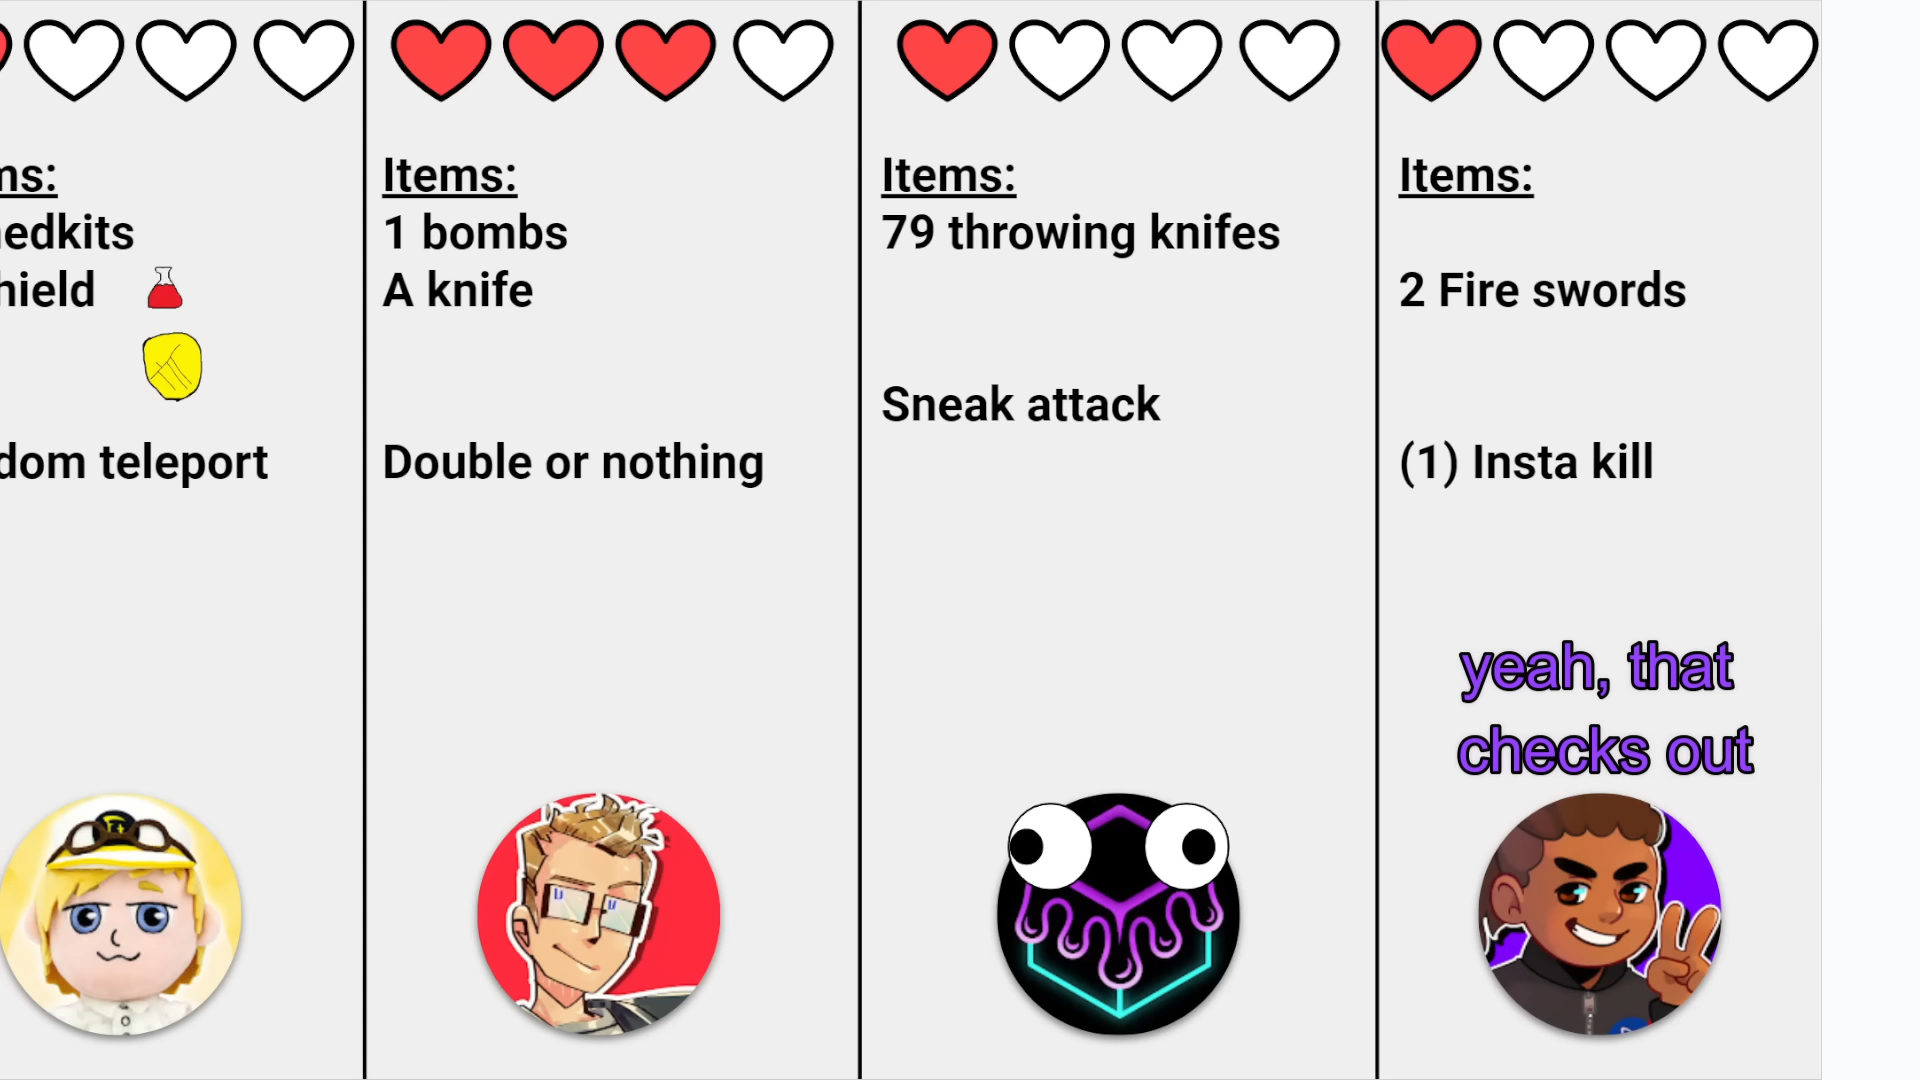 ms:
edkits
hield
dom teleport
Items:
1 bombs
A knife
Double or nothing
Items:
79 throwing knifes
Sneak attack
Items:
2 Fire swords
(1) Insta kill
yeah, that
checks out